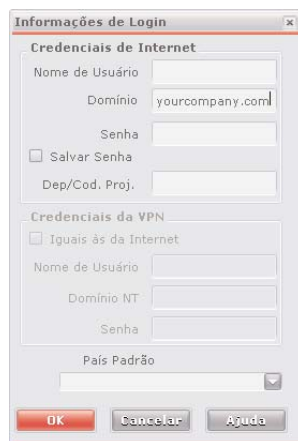 Informações de Login
Credenciais de Internet
Nome de Usuário
Domínio yourcompany.com
Senha
Salvar Senha
Dep/Cod. Proj.
Credenciais da VPN
Iguais às da Internet
Nome de Usuário
Domínio NT
Senha
País Padrão
OK Cancelar Ajuda